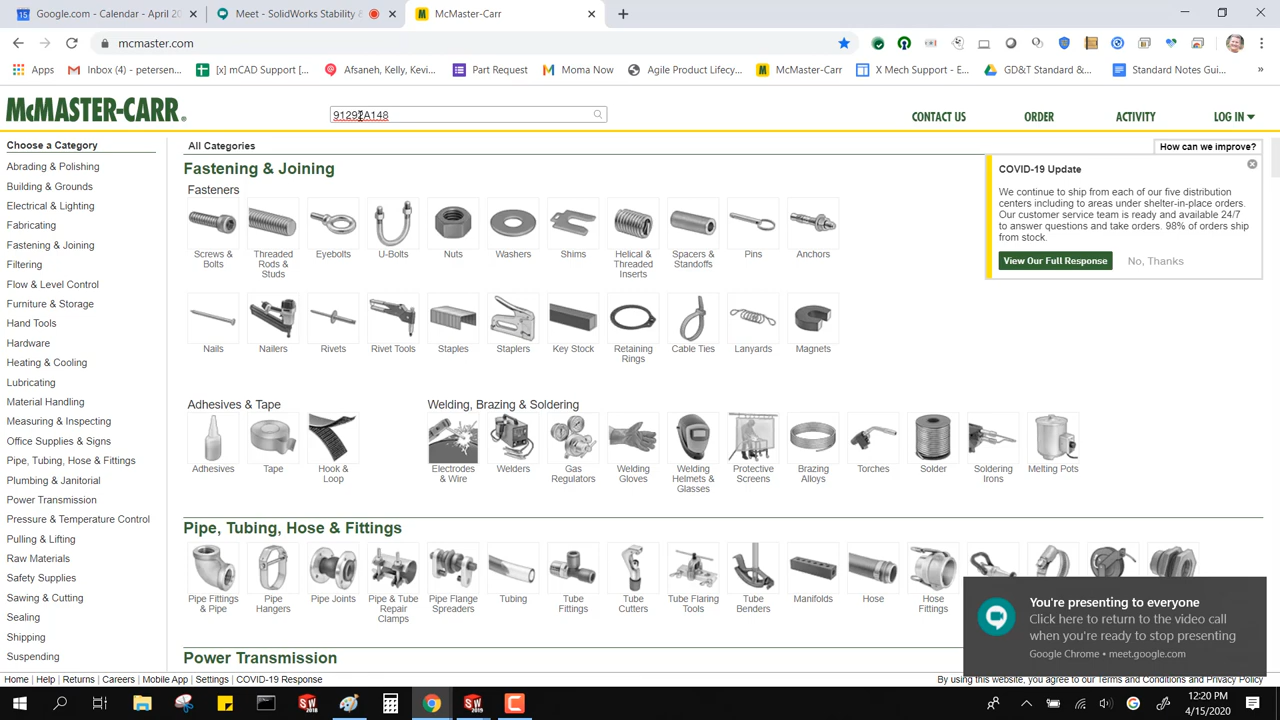 Google.com - Calendar - April 20
Meet - SolidWorks Stability &
McMaster-Carr
mcmaster.com
Apps
Inbox (4) - petersen...
[x] mCAD Support [...
Afsaneh, Kelly, Kevi...
Part Request
Moma Now
Agile Product Lifecy...
McMaster-Carr
X Mech Support - E...
GD&T Standard &...
Standard Notes Gui...
»
McMASTER-CARR®
CONTACT US
ORDER
ACTIVITY
LOG IN
Choose a Category
Abrading & Polishing
Building & Grounds
Electrical & Lighting
Fabricating
Fastening & Joining
Filtering
Flow & Level Control
Furniture & Storage
Hand Tools
Hardware
Heating & Cooling
Lubricating
Material Handling
Measuring & Inspecting
Office Supplies & Signs
Pipe, Tubing, Hose & Fittings
Plumbing & Janitorial
Power Transmission
Pressure & Temperature Control
Pulling & Lifting
Raw Materials
Safety Supplies
Sawing & Cutting
Sealing
Shipping
Suspending
All Categories
How can we improve?
Fastening & Joining
Fasteners
Screws &
Bolts
Threaded
Rods &
Studs
Eyebolts
U-Bolts
Nuts
Washers
Shims
Helical &
Threaded
Inserts
Spacers &
Standoffs
Pins
Anchors
Nails
Nailers
Rivets
Rivet Tools
Staples
Staplers
Key Stock
Retaining
Rings
Cable Ties
Lanyards
Magnets
Adhesives & Tape
Adhesives
Tape
Hook &
Loop
Welding, Brazing & Soldering
Electrodes
& Wire
Welders
Gas
Regulators
Welding
Gloves
Welding
Helmets &
Glasses
Protective
Screens
Brazing
Alloys
Torches
Solder
Soldering
Irons
Melting Pots
Pipe, Tubing, Hose & Fittings
Pipe Fittings
& Pipe
Pipe
Hangers
Pipe Joints
Pipe & Tube
Repair
Clamps
Pipe Flange
Spreaders
Tubing
Tube
Fittings
Tube
Cutters
Tube Flaring
Tools
Tube
Benders
Manifolds
Hose
Hose
Fittings
Power Transmission
COVID-19 Update
We continue to ship from each of our five distribution
centers including to areas under shelter-in-place orders.
Our customer service team is ready and available 24/7
to answer questions and take orders. 98% of orders ship
from stock.
View Our Full Response
No, Thanks
You're presenting to everyone
Click here to return to the video call
when you're ready to stop presenting
Google Chrome • meet.google.com
Home
Help
Returns
Careers
Mobile App
Settings
COVID-19 Response
By using this website, you agree to our Terms and Conditions and Privacy Policy
12:20 PM
4/15/2020